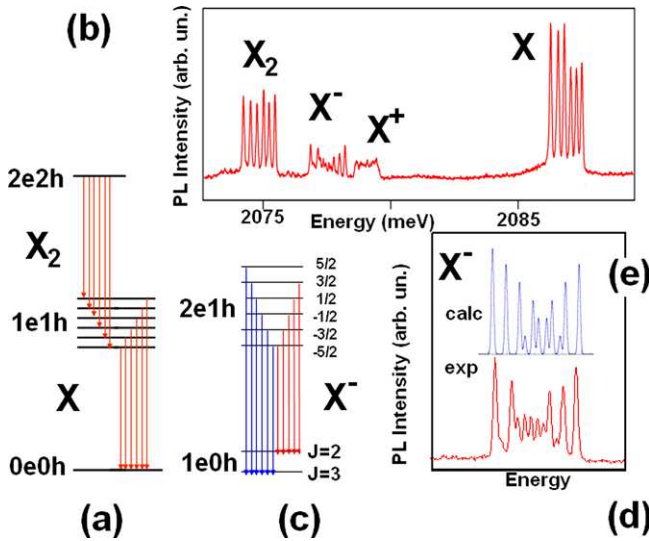 (b)
PL Intensity (arb. un.)
X₂
X⁻
X⁺
X
2075
2085
Energy (meV)
2e2h
X₂
1e1h
X
0e0h
(a)
5/2
3/2
1/2
-1/2
-3/2
-5/2
2e1h
X⁻
1e0h
J=2
J=3
(c)
X⁻
(e)
calc
exp
PL Intensity (arb. un.)
Energy
(d)